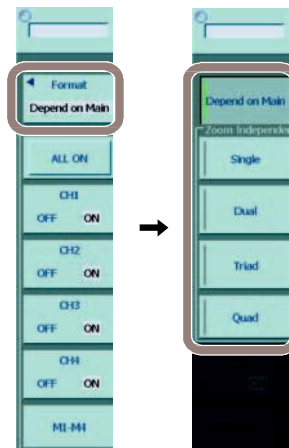 Format
Depend on Main
ALL ON
CH1
OFF ON
CH2
OFF ON
CH3
OFF ON
CH4
OFF ON
M1-M4
Depend on Main
Zoom Independen
Single
Dual
Triad
Quad